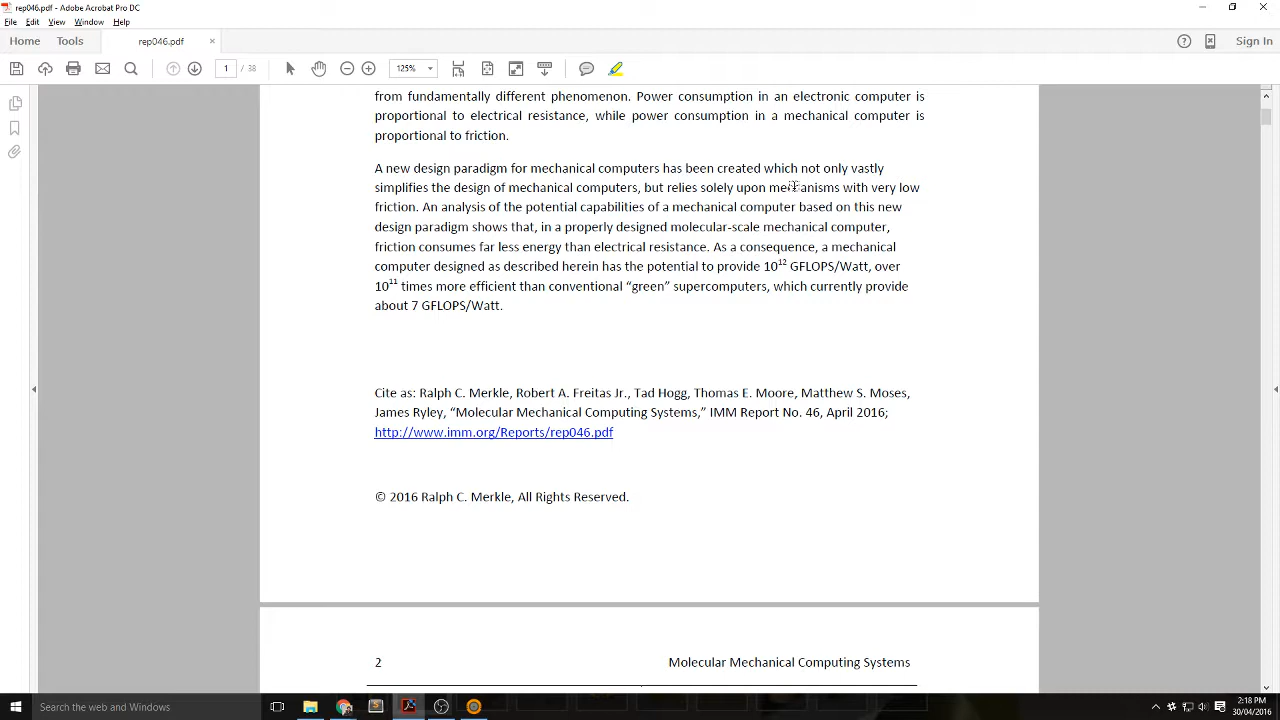 rep046.pdf - Adobe Acrobat Pro DC
File Edit View Window Help
Home Tools rep046.pdf × Sign In
1 / 38 125%
from fundamentally different phenomenon. Power consumption in an electronic computer is
proportional to electrical resistance, while power consumption in a mechanical computer is
proportional to friction.
A new design paradigm for mechanical computers has been created which not only vastly
simplifies the design of mechanical computers, but relies solely upon mechanisms with very low
friction. An analysis of the potential capabilities of a mechanical computer based on this new
design paradigm shows that, in a properly designed molecular-scale mechanical computer,
friction consumes far less energy than electrical resistance. As a consequence, a mechanical
computer designed as described herein has the potential to provide 10¹² GFLOPS/Watt, over
10¹¹ times more efficient than conventional “green” supercomputers, which currently provide
about 7 GFLOPS/Watt.
Cite as: Ralph C. Merkle, Robert A. Freitas Jr., Tad Hogg, Thomas E. Moore, Matthew S. Moses,
James Ryley, “Molecular Mechanical Computing Systems,” IMM Report No. 46, April 2016;
http://www.imm.org/Reports/rep046.pdf
© 2016 Ralph C. Merkle, All Rights Reserved.
2 Molecular Mechanical Computing Systems
Search the web and Windows
2:18 PM
30/04/2016